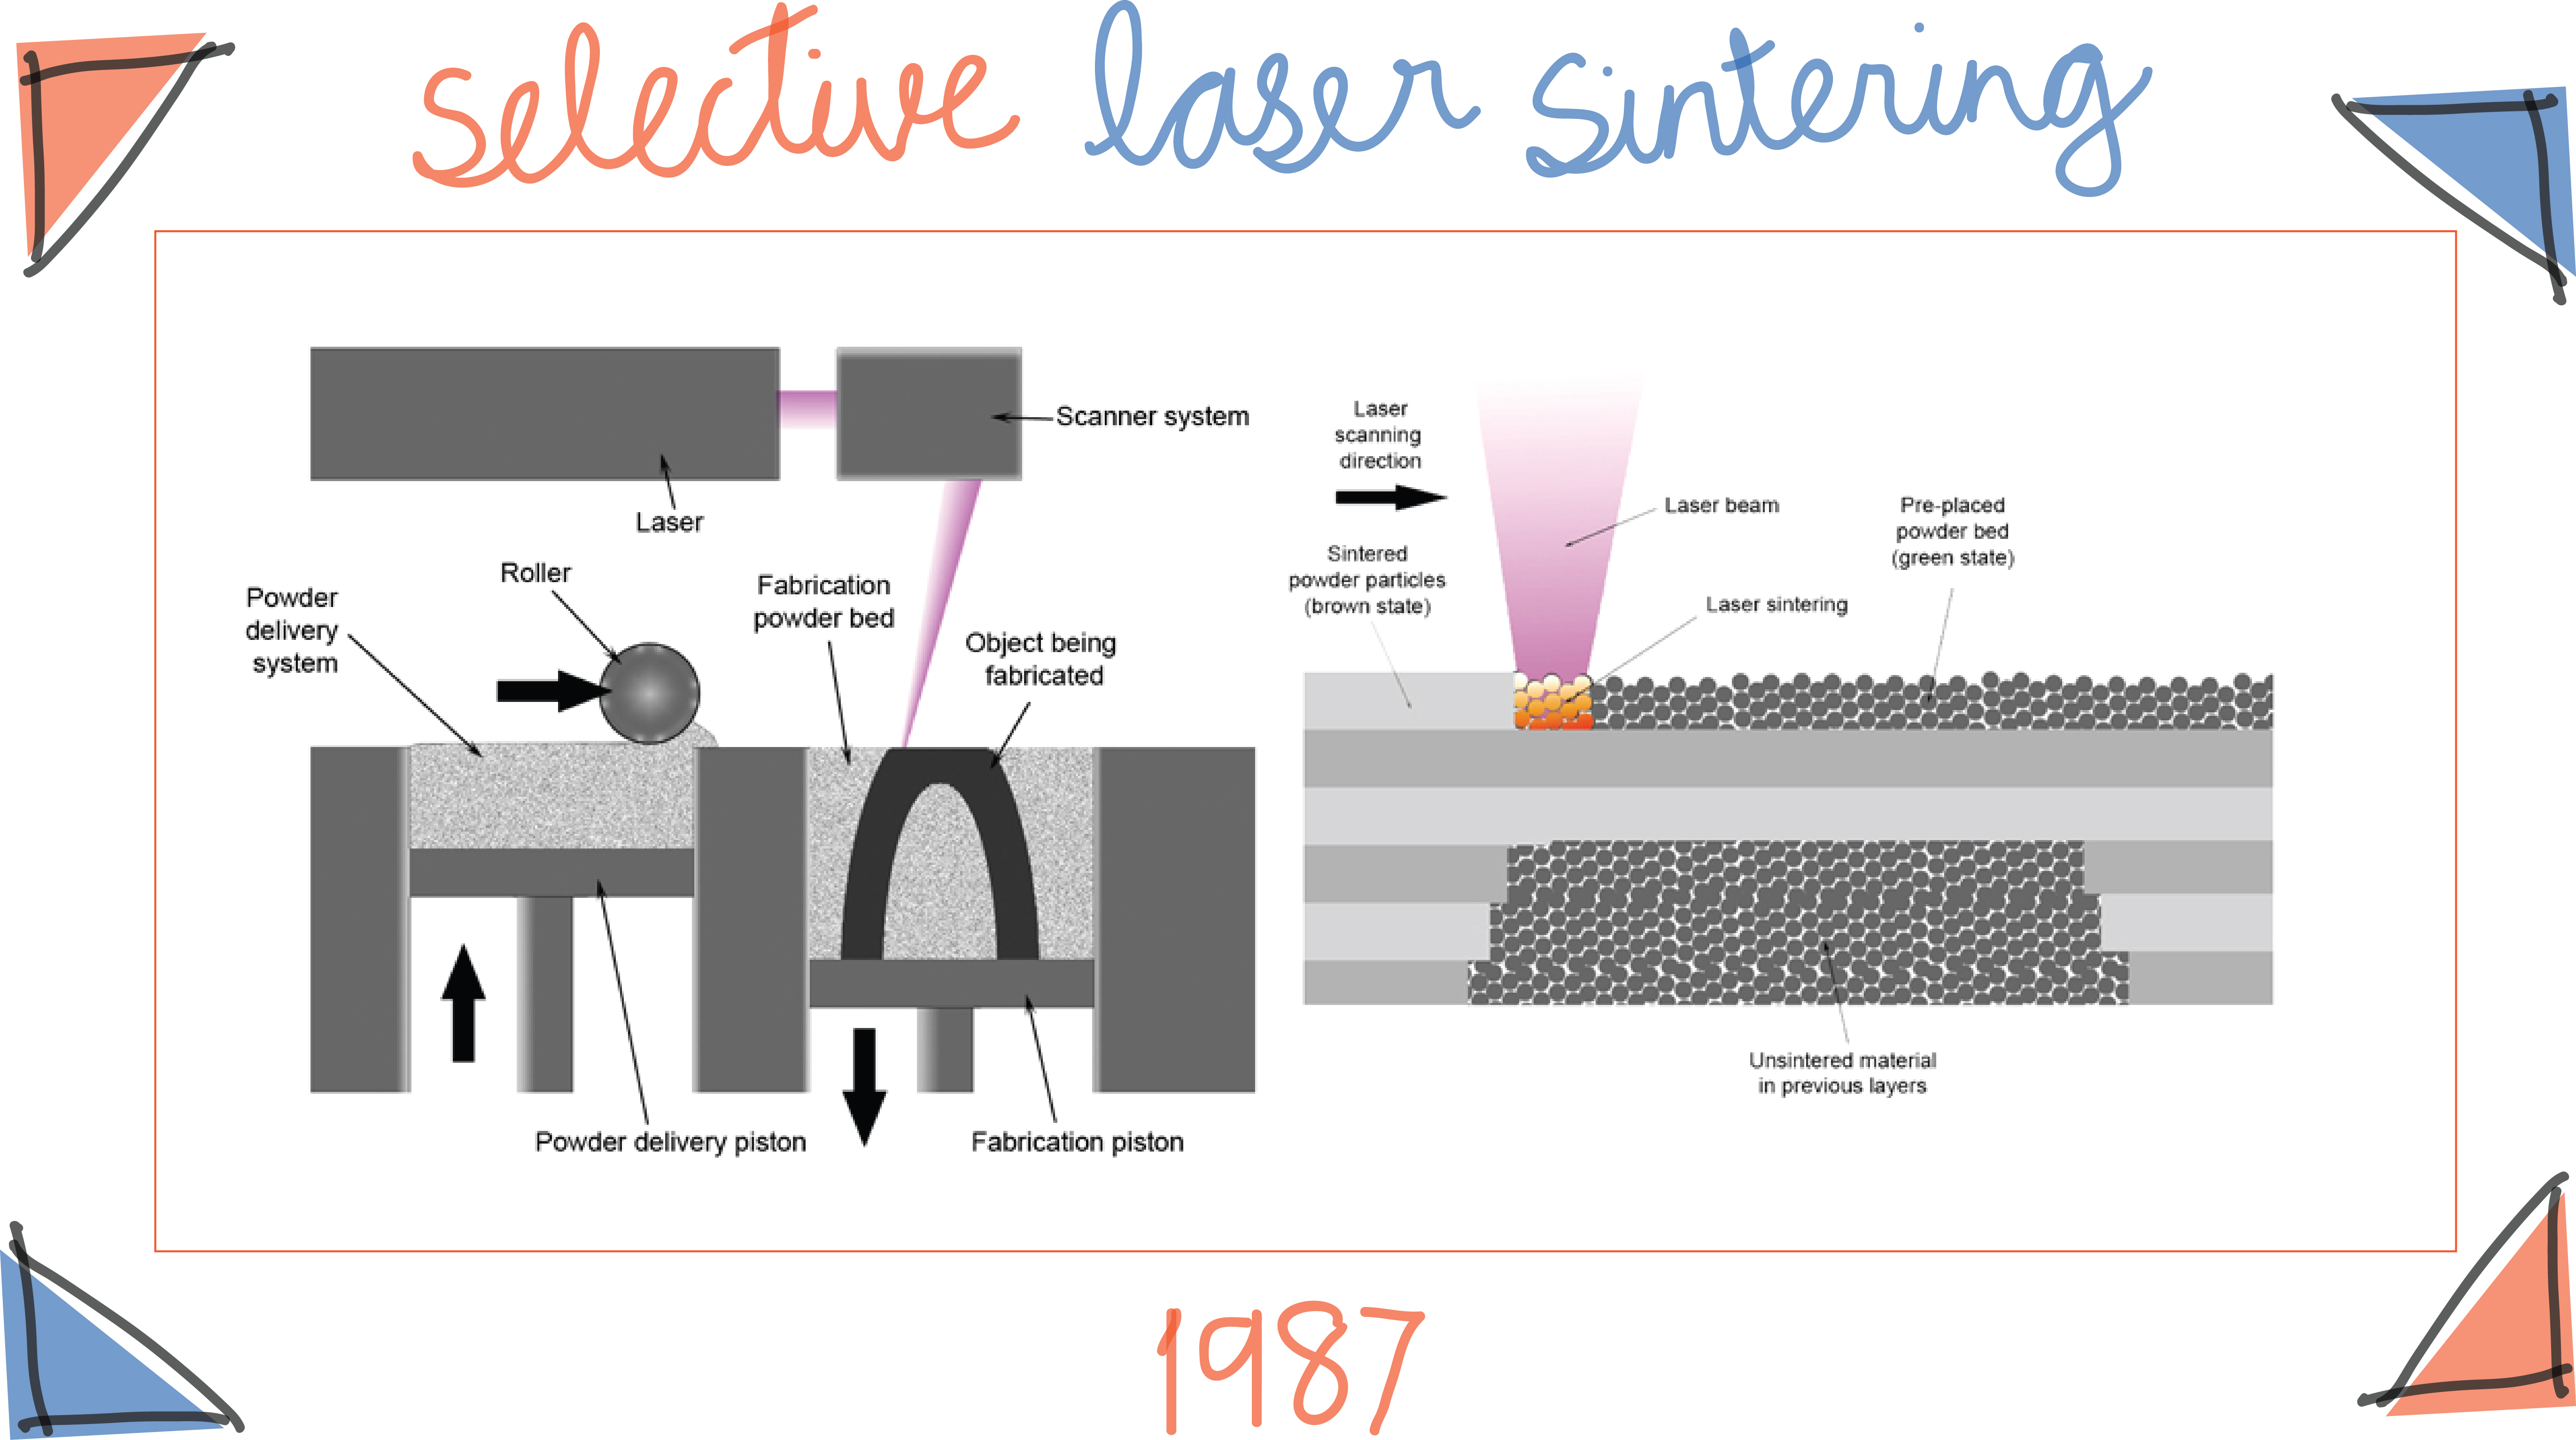 selective laser sintering
Scanner system
Laser
Roller
Powder
delivery
system
Fabrication
powder bed
Object being
fabricated
Powder delivery piston
Fabrication piston
Laser
scanning
direction
Laser beam
Pre-placed
powder bed
(green state)
Sintered
powder particles
(brown state)
Laser sintering
Unsintered material
in previous layers
1987